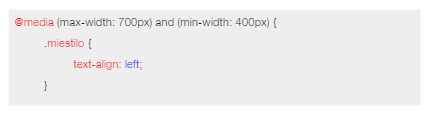 @media (max-width: 700px) and (min-width: 400px) {
.miestilo {
text-align: left;
}